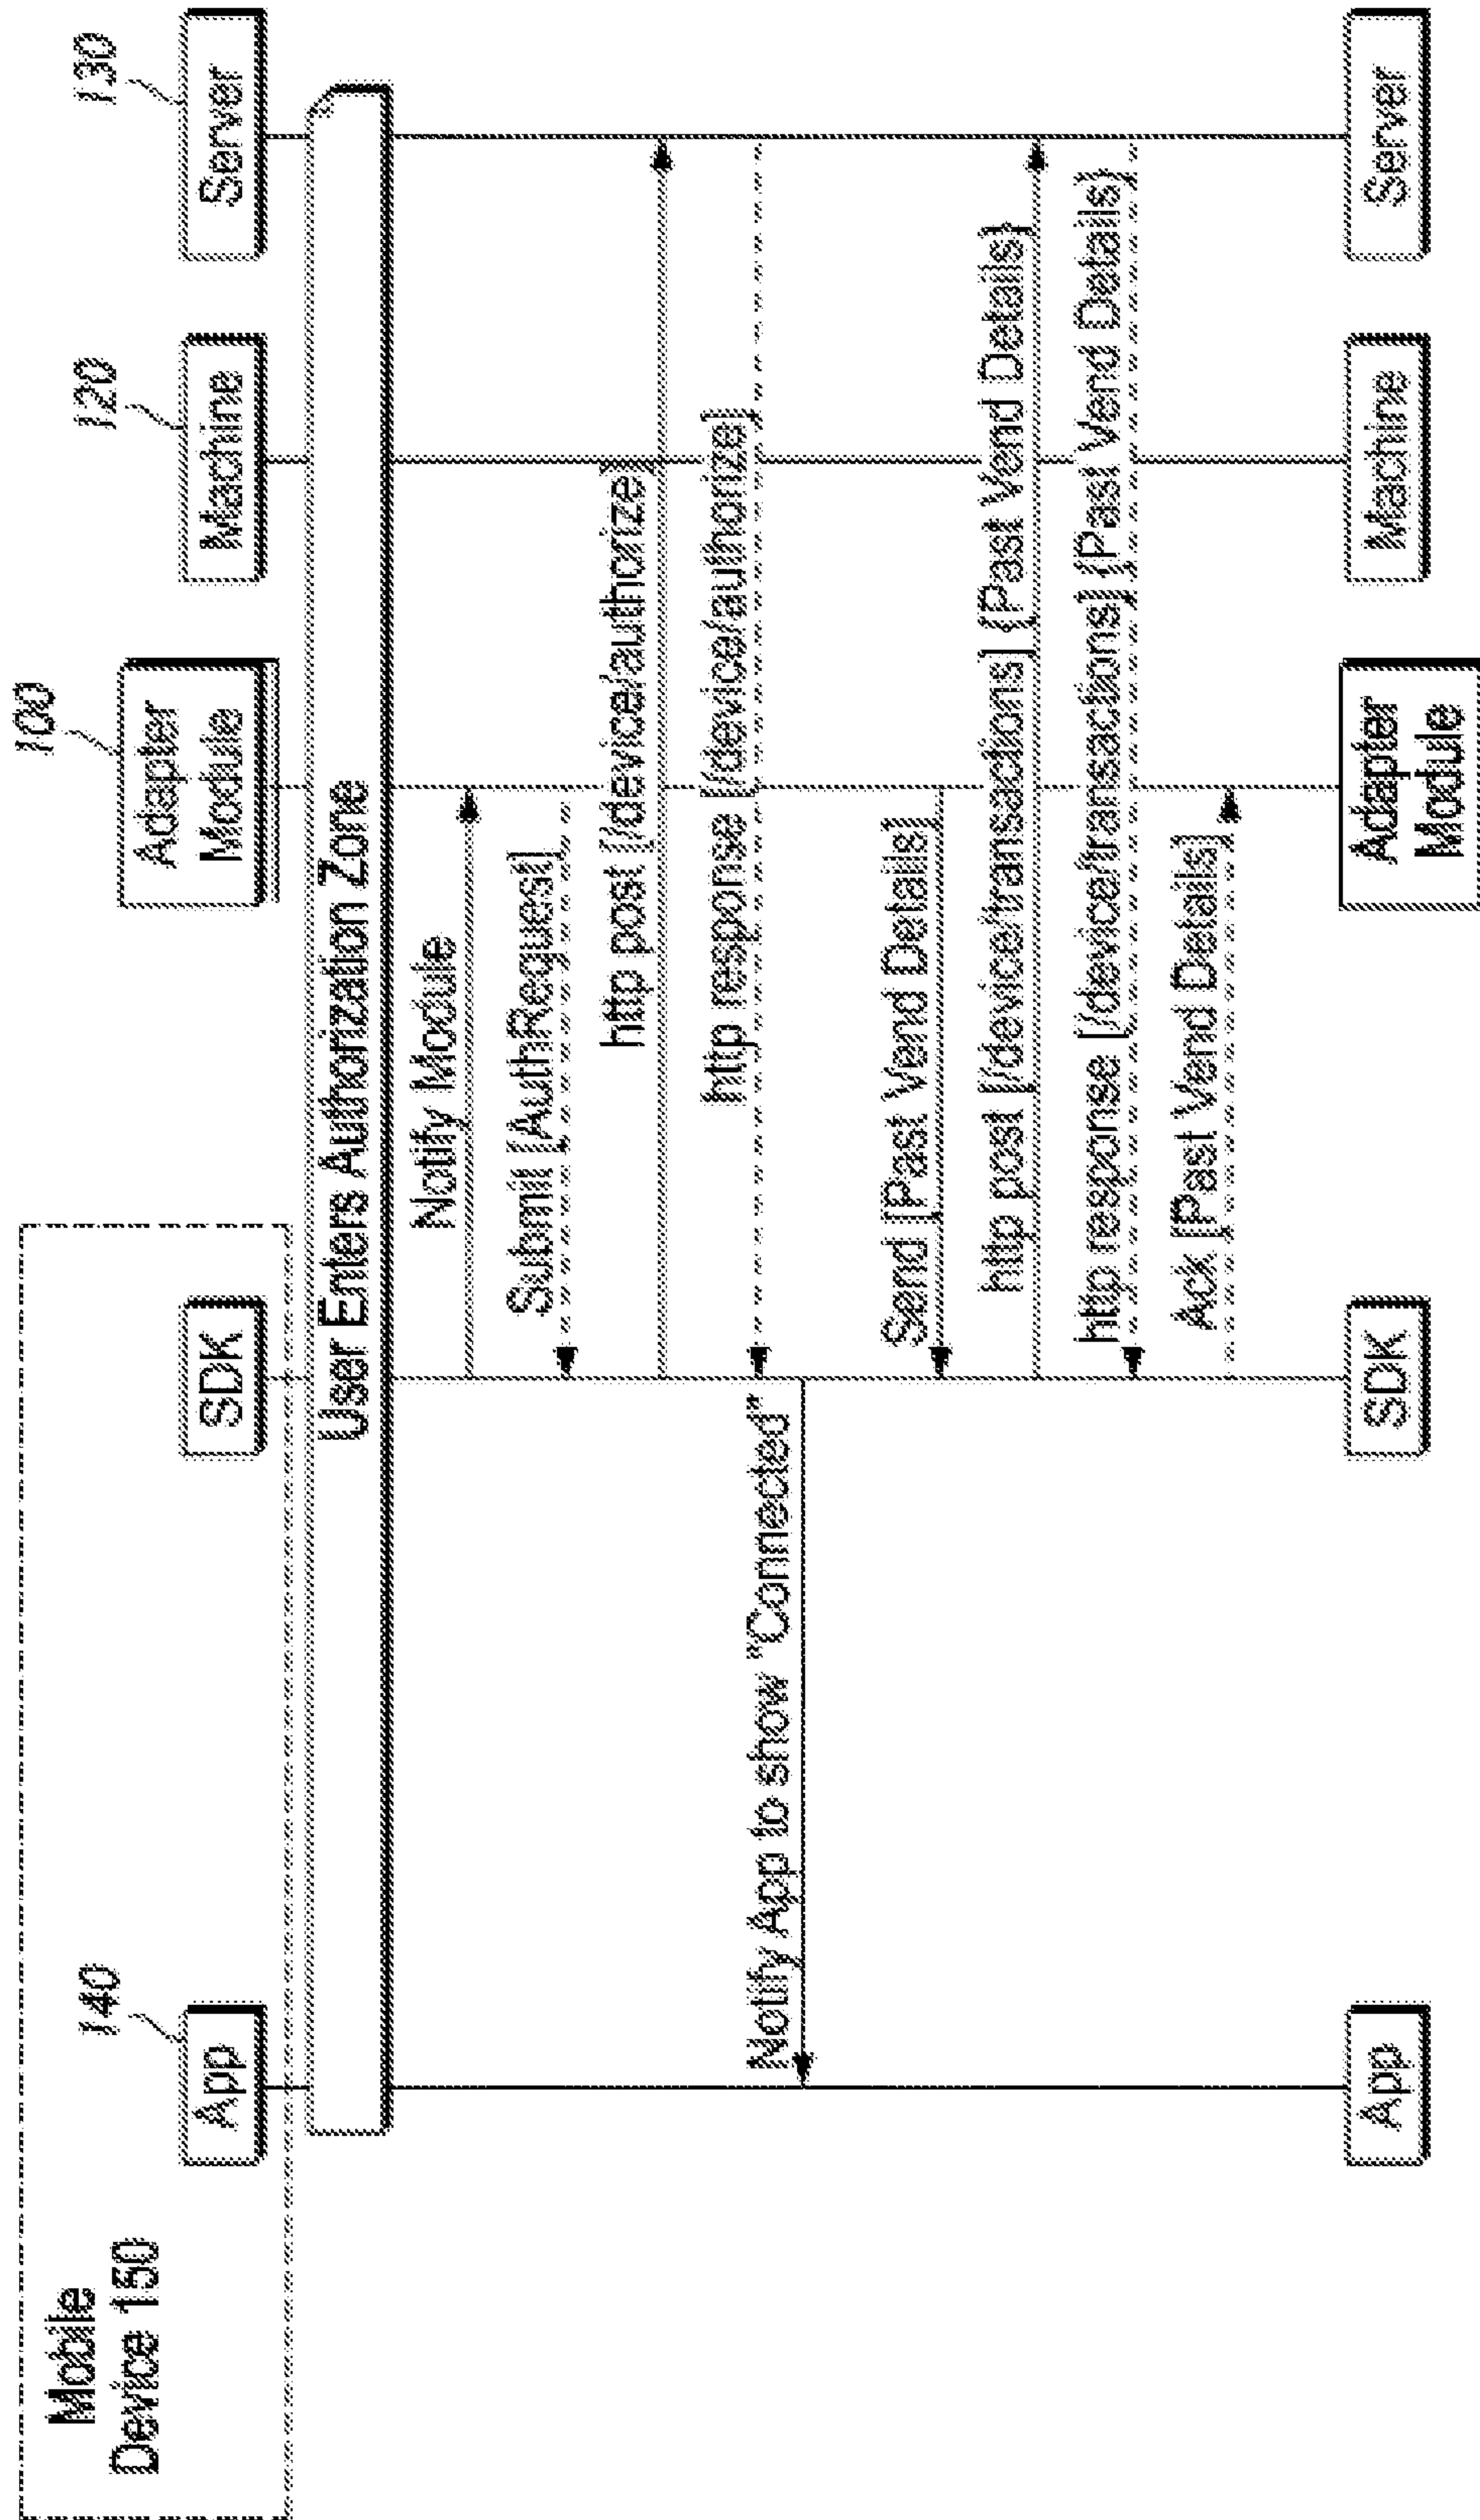 Mobile
Device 150
140
App
SDK
100
Adapter
Module
120
Machine
130
Server
User Enters Authorization Zone
Notify Module
Submit [AuthRequest]
http post [/device/authorize]
http response [/device/authorize]
Notify App to show "Connected"
Send [Past Vend Details]
http post [/device/transactions] {Past Vend Details}
http response [/device/transactions] {Past Vend Details}
Ack [Past Vend Details]
App
SDK
Adapter
Module
Machine
Server